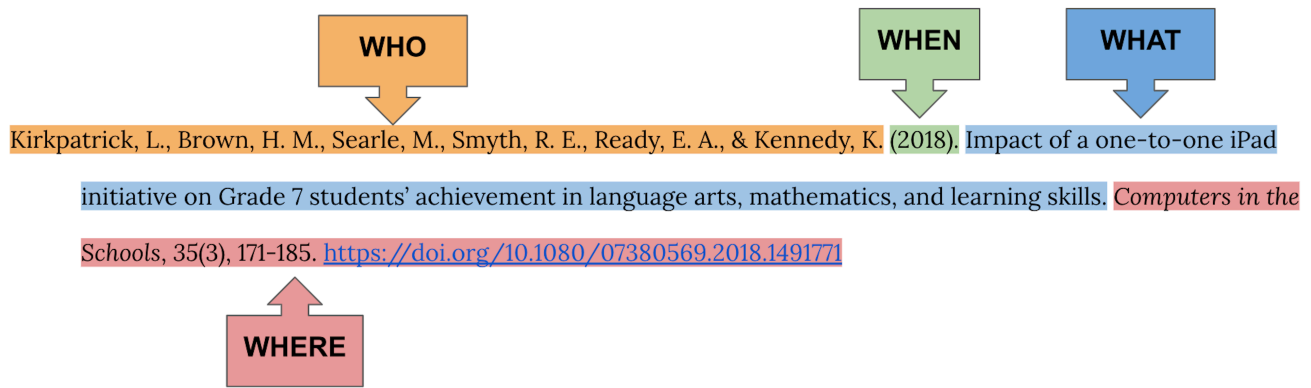 WHO
WHEN
WHAT
Kirkpatrick, L., Brown, H. M., Searle, M., Smyth, R. E., Ready, E. A., & Kennedy, K. (2018). Impact of a one-to-one iPad
initiative on Grade 7 students’ achievement in language arts, mathematics, and learning skills. Computers in the
Schools, 35(3), 171-185. https://doi.org/10.1080/07380569.2018.1491771
WHERE